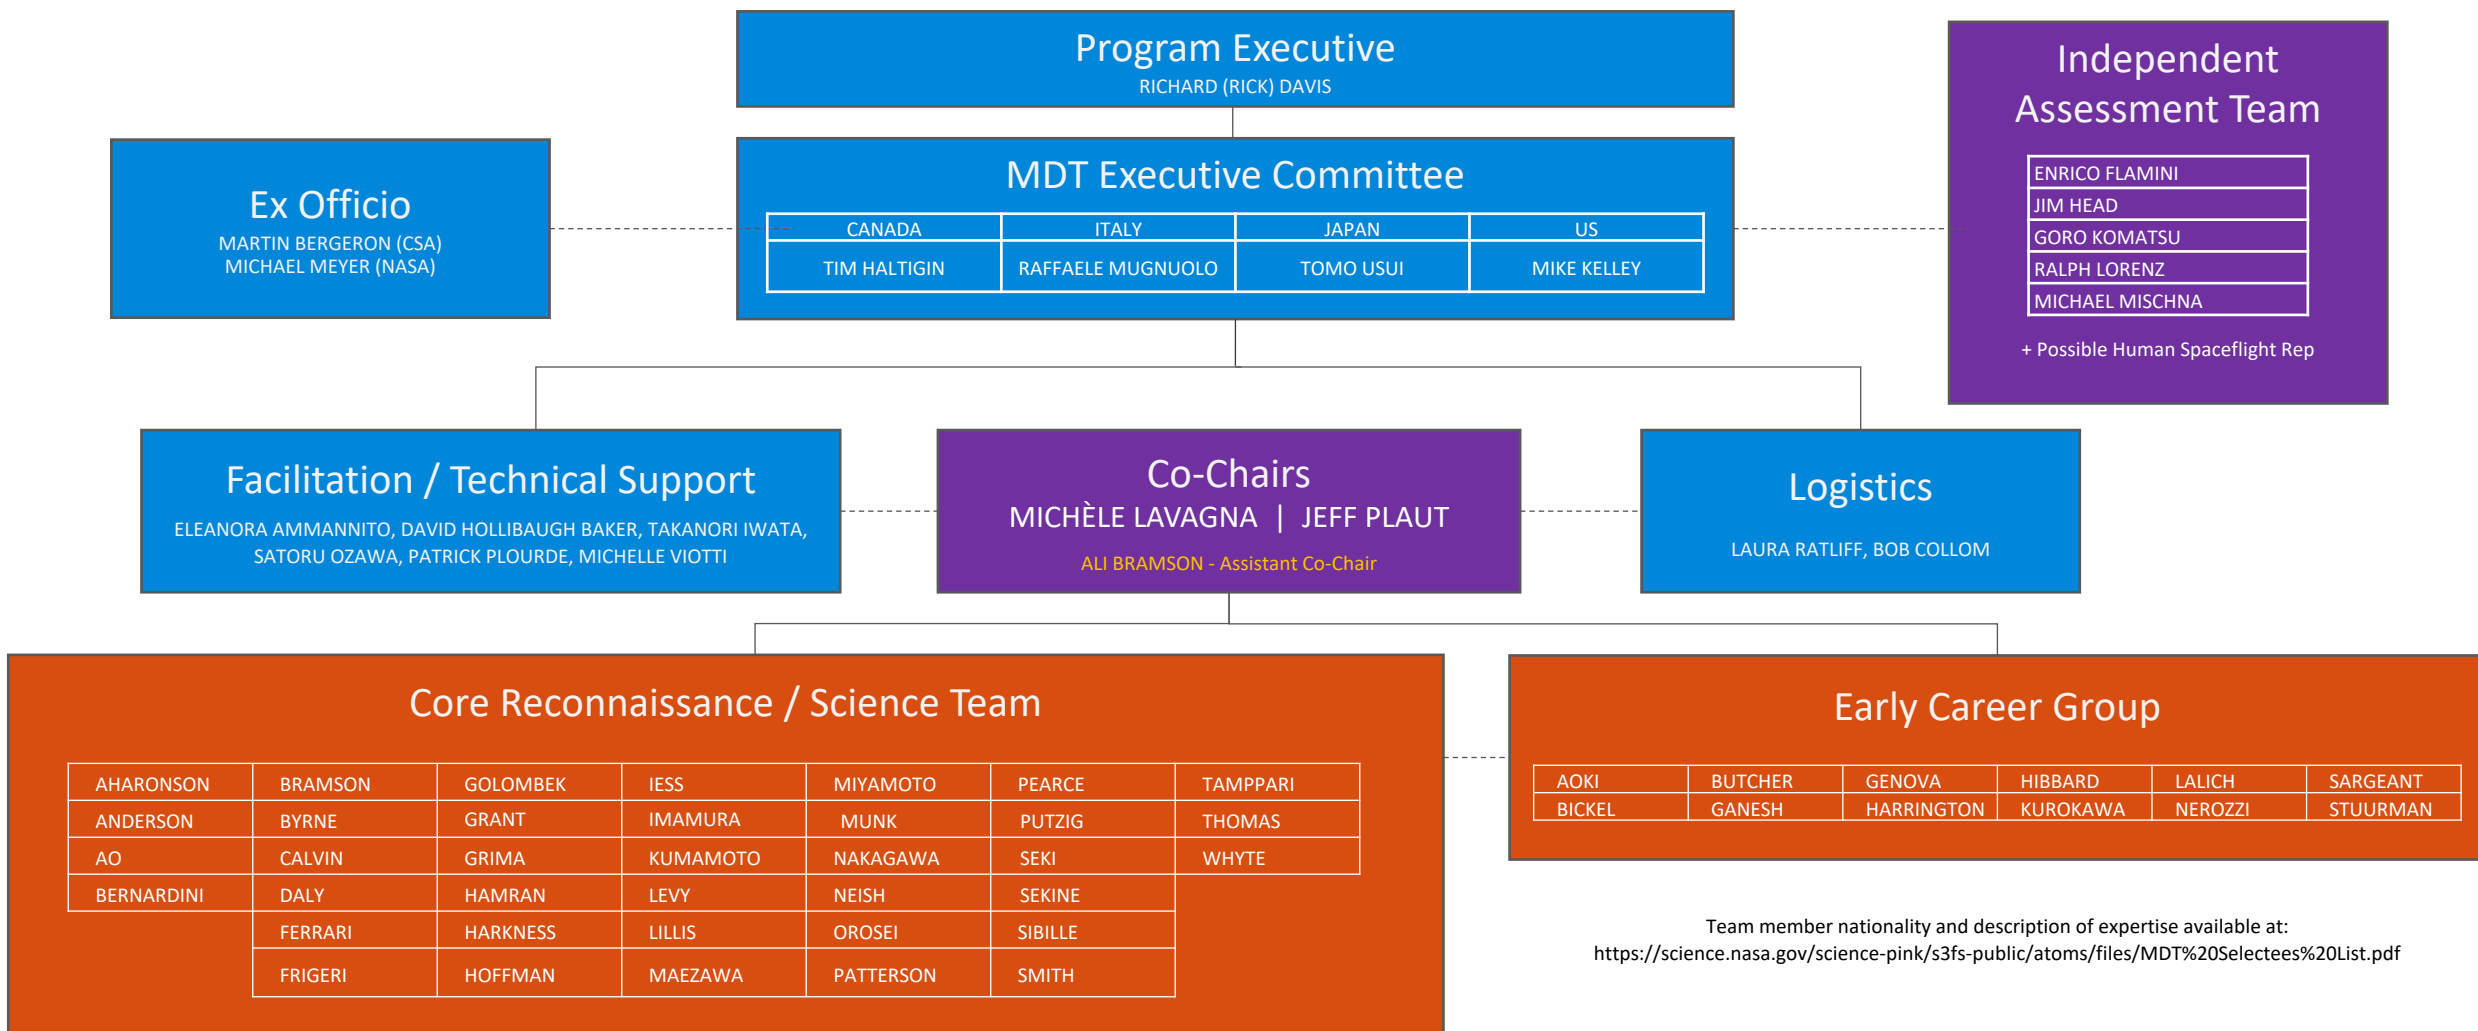 Program Executive
RICHARD (RICK) DAVIS
Independent
Assessment Team
ENRICO FLAMINI
JIM HEAD
GORO KOMATSU
RALPH LORENZ
MICHAEL MISCHNA
+ Possible Human Spaceflight Rep
Ex Officio
MARTIN BERGERON (CSA)
MICHAEL MEYER (NASA)
MDT Executive Committee
CANADA ITALY JAPAN US
TIM HALTIGIN RAFFAELE MUGNUOLO TOMO USUI MIKE KELLEY
Facilitation / Technical Support
ELEANORA AMMANNITO, DAVID HOLLIBAUGH BAKER, TAKANORI IWATA,
SATORU OZAWA, PATRICK PLOURDE, MICHELLE VIOTTI
Co-Chairs
MICHÈLE LAVAGNA | JEFF PLAUT
ALI BRAMSON - Assistant Co-Chair
Logistics
LAURA RATLIFF, BOB COLLOM
Core Reconnaissance / Science Team
AHARONSON BRAMSON GOLOMBEK IESS MIYAMOTO PEARCE TAMPPARI
ANDERSON BYRNE GRANT IMAMURA MUNK PUTZIG THOMAS
AO CALVIN GRIMA KUMAMOTO NAKAGAWA SEKI WHYTE
BERNARDINI DALY HAMRAN LEVY NEISH SEKINE
FERRARI HARKNESS LILLIS OROSEI SIBILLE
FRIGERI HOFFMAN MAEZAWA PATTERSON SMITH
Early Career Group
AOKI BUTCHER GENOVA HIBBARD LALICH SARGEANT
BICKEL GANESH HARRINGTON KUROKAWA NEROZZI STUURMAN
Team member nationality and description of expertise available at:
https://science.nasa.gov/science-pink/s3fs-public/atoms/files/MDT%20Selectees%20List.pdf